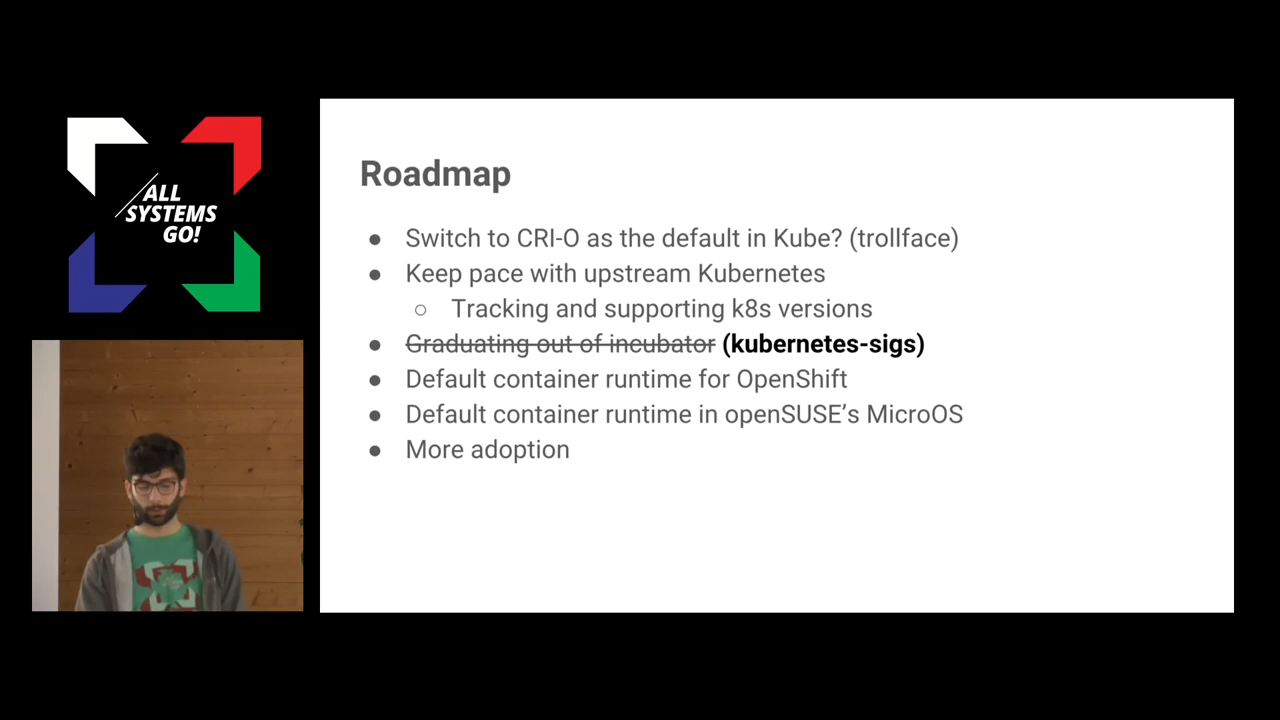 ALL
SYSTEMS
GO!
Roadmap
● Switch to CRI-O as the default in Kube? (trollface)
● Keep pace with upstream Kubernetes
○ Tracking and supporting k8s versions
● Graduating out of incubator (kubernetes-sigs)
● Default container runtime for OpenShift
● Default container runtime in openSUSE’s MicroOS
● More adoption